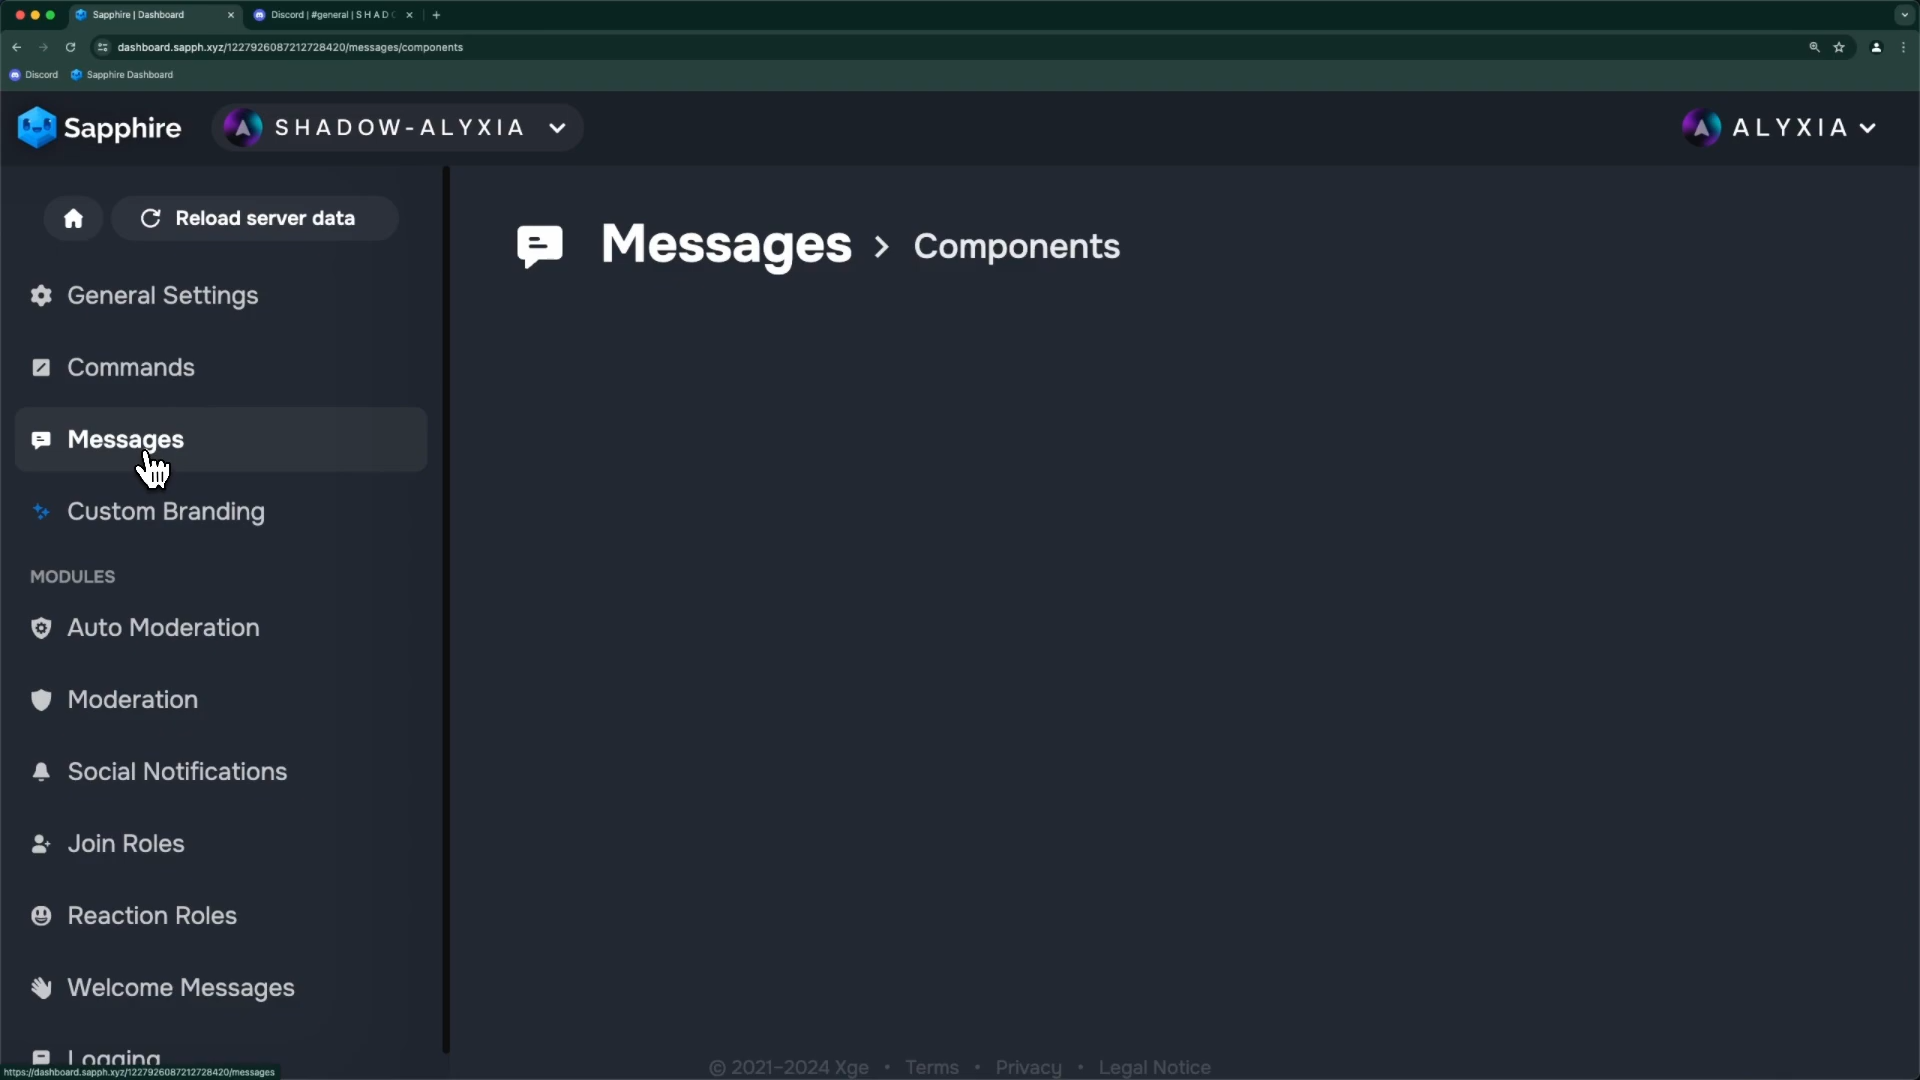 Sapphire | Dashboard
Discord | #general | S H A D
dashboard.sapph.xyz/1227926087212728420/messages/components
Discord
Sapphire Dashboard
Sapphire
SHADOW-ALYXIA
ALYXIA
Reload server data
Messages > Components
General Settings
Commands
Messages
Custom Branding
MODULES
Auto Moderation
Moderation
Social Notifications
Join Roles
Reaction Roles
Welcome Messages
Logging
© 2021–2024 Xge • Terms • Privacy • Legal Notice
https://dashboard.sapph.xyz/1227926087212728420/messages